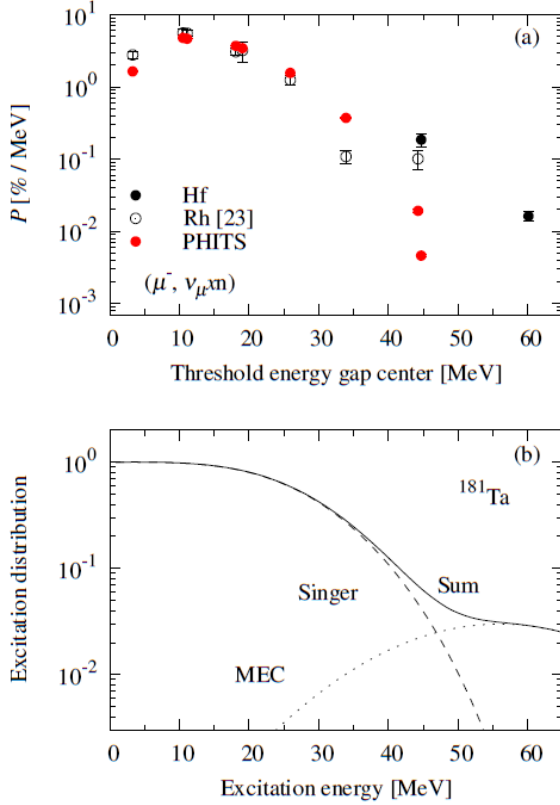 (a)
10^1
10^0
10^-1
10^-2
10^-3
P [% / MeV]
Hf
Rh [23]
PHITS
(μ^-, ν_μ xn)
0 10 20 30 40 50 60
Threshold energy gap center [MeV]
(b)
10^0
10^-1
10^-2
Excitation distribution
^181Ta
Singer
Sum
MEC
0 10 20 30 40 50 60
Excitation energy [MeV]